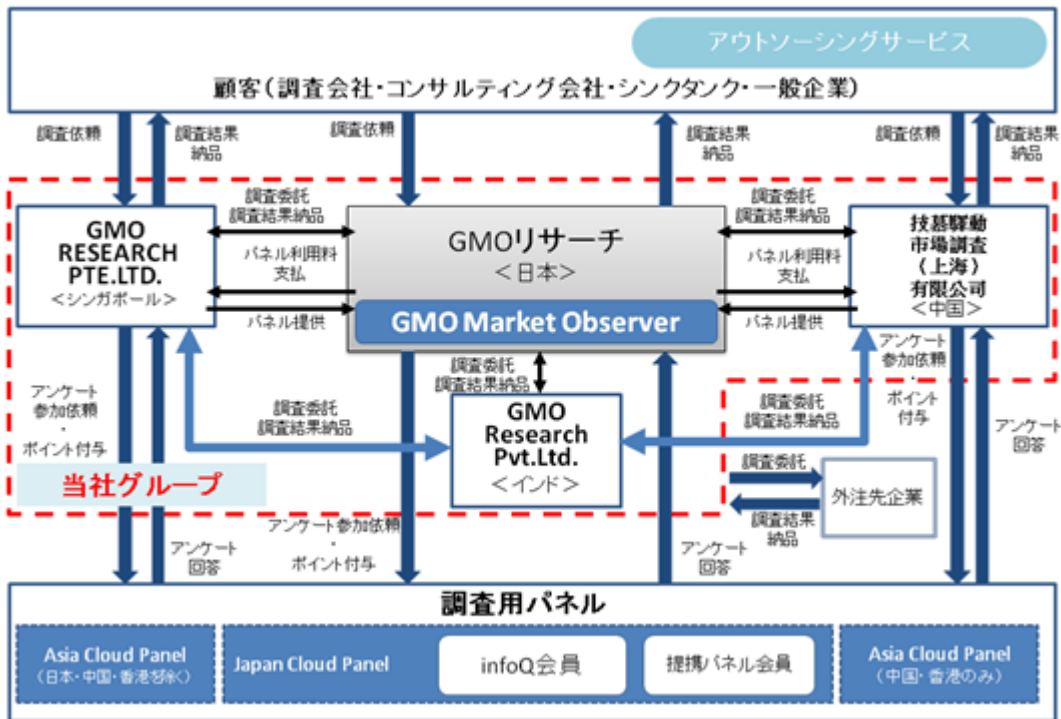 アウトソーシングサービス
顧客(調査会社・コンサルティング会社・シンクタンク・一般企業)
調査依頼
調査結果
納品
調査依頼
調査結果
納品
調査依頼
調査結果
納品
GMO
RESEARCH
PTE.LTD.
<シンガポール>
調査委託
調査結果納品
パネル利用料
支払
パネル提供
GMOリサーチ
<日本>
GMO Market Observer
調査委託
調査結果納品
パネル利用料
支払
パネル提供
技慕驛動
市場調査
(上海)
有限公司
<中国>
アンケート
参加依頼
・
ポイント付与
調査委託
調査結果納品
調査委託
調査結果納品
GMO
Research
Pvt.Ltd.
<インド>
調査委託
調査結果納品
アンケート
参加依頼
・
ポイント
付与
アンケート
回答
当社グループ
調査委託
調査結果
納品
外注先企業
アンケート
回答
アンケート参加依頼
・
ポイント付与
アンケート
回答
調査用パネル
Asia Cloud Panel
(日本・中国・香港を除く)
Japan Cloud Panel
infoQ会員
提携パネル会員
Asia Cloud Panel
(中国・香港のみ)